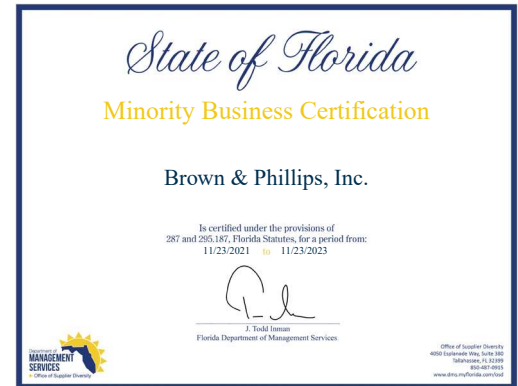 State of Florida
Minority Business Certification
Brown & Phillips, Inc.
Is certified under the provisions of
287 and 295.187, Florida Statutes, for a period from:
11/23/2021 to 11/23/2023
J. Todd Inman
Florida Department of Management Services
Department of
MANAGEMENT
SERVICES
Office of Supplier Diversity
Office of Supplier Diversity
4050 Esplanade Way, Suite 380
Tallahassee, FL 32399
850-487-0915
www.dms.myflorida.com/osd